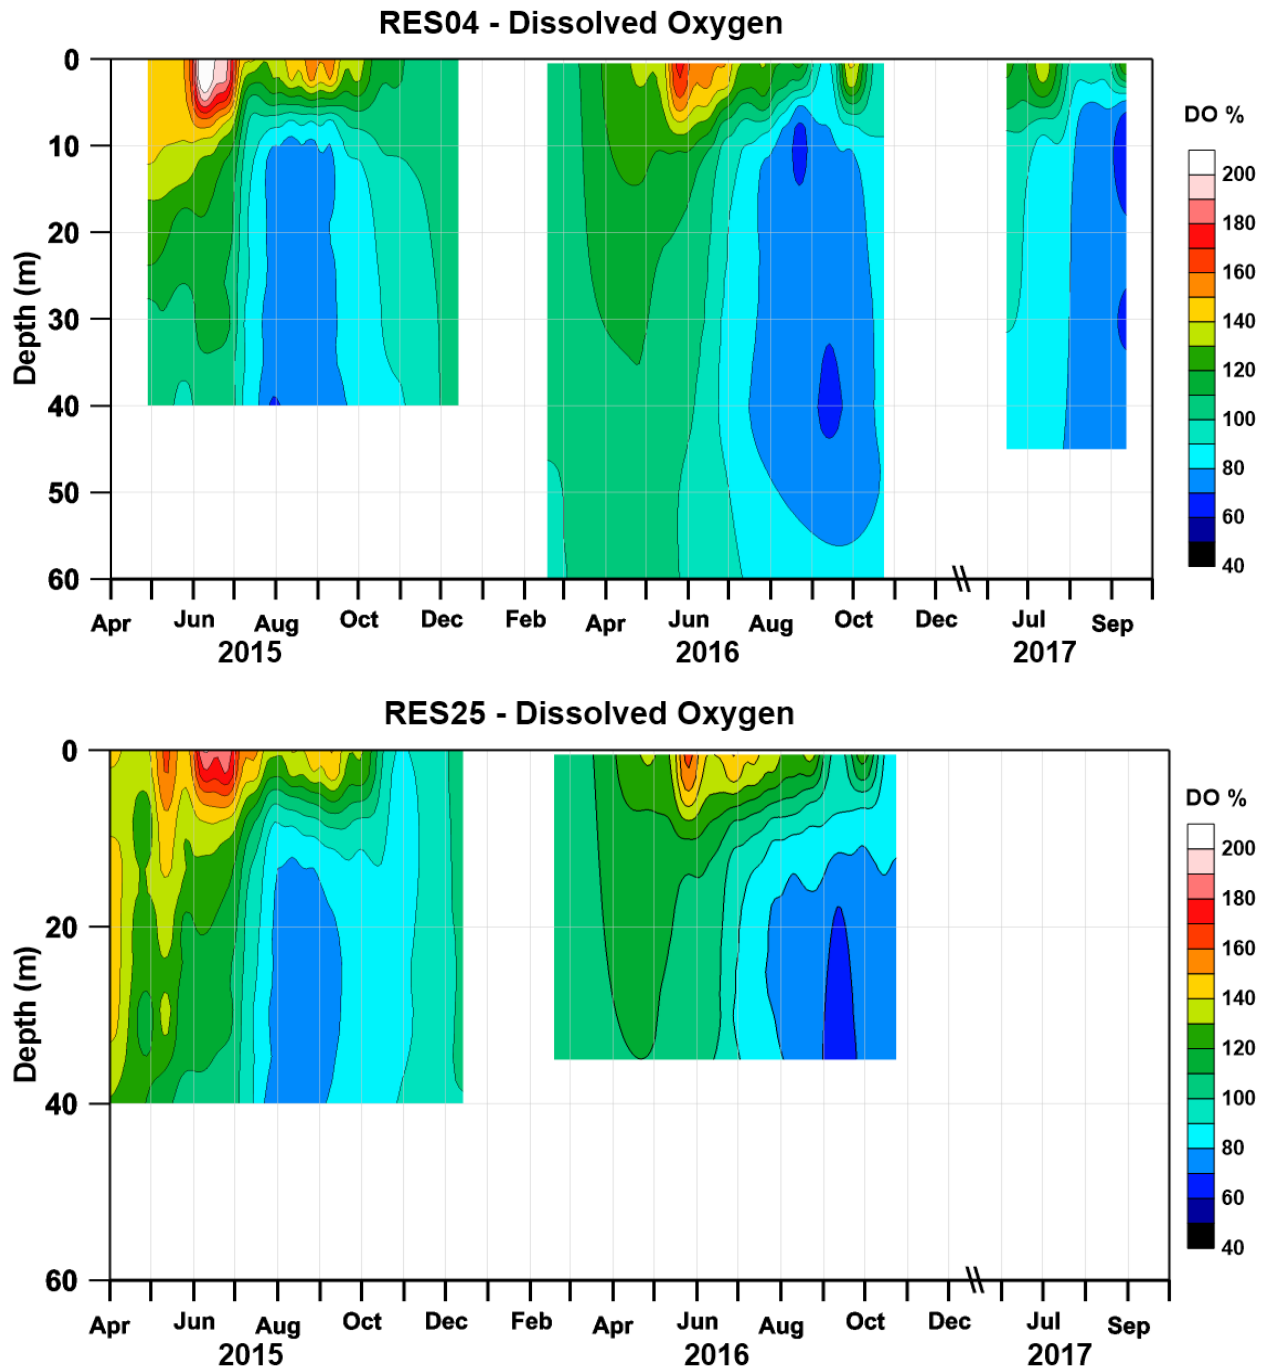 RES04 - Dissolved Oxygen
0
10
20
30
40
50
60
Depth (m)
Apr Jun Aug Oct Dec Feb Apr Jun Aug Oct Dec Jul Sep
2015 2016 2017
DO %
200
180
160
140
120
100
80
60
40
RES25 - Dissolved Oxygen
0
20
40
60
Depth (m)
Apr Jun Aug Oct Dec Feb Apr Jun Aug Oct Dec Jul Sep
2015 2016 2017
DO %
200
180
160
140
120
100
80
60
40